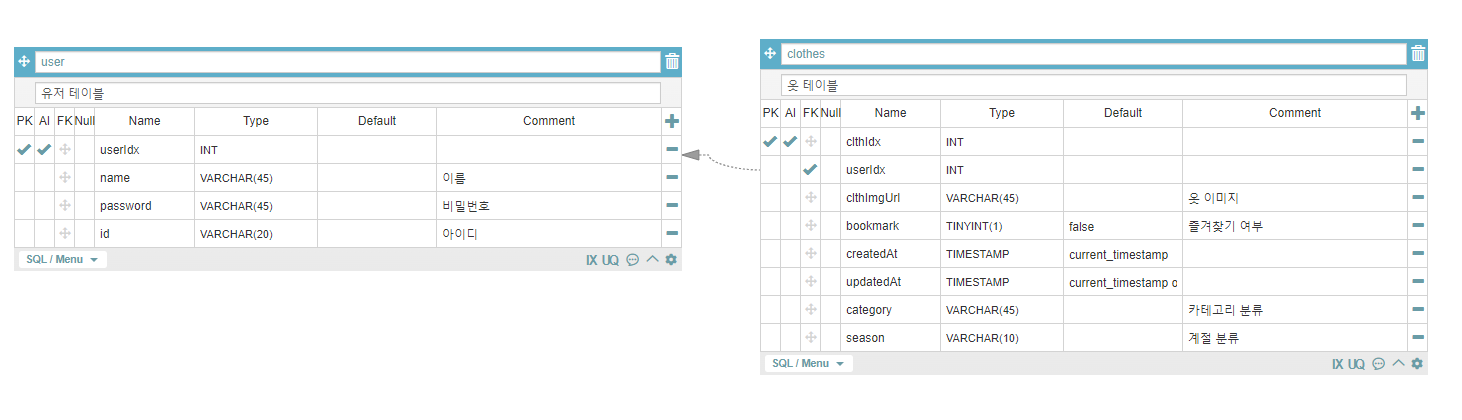 user
유저 테이블
PK AI FK Null Name Type Default Comment
userIdx INT
name VARCHAR(45) 이름
password VARCHAR(45) 비밀번호
id VARCHAR(20) 아이디
SQL / Menu IX UQ
clothes
옷 테이블
PK AI FK Null Name Type Default Comment
clthIdx INT
userIdx INT
clthImgUrl VARCHAR(45) 옷 이미지
bookmark TINYINT(1) false 즐겨찾기 여부
createdAt TIMESTAMP current_timestamp
updatedAt TIMESTAMP current_timestamp o
category VARCHAR(45) 카테고리 분류
season VARCHAR(10) 계절 분류
SQL / Menu IX UQ